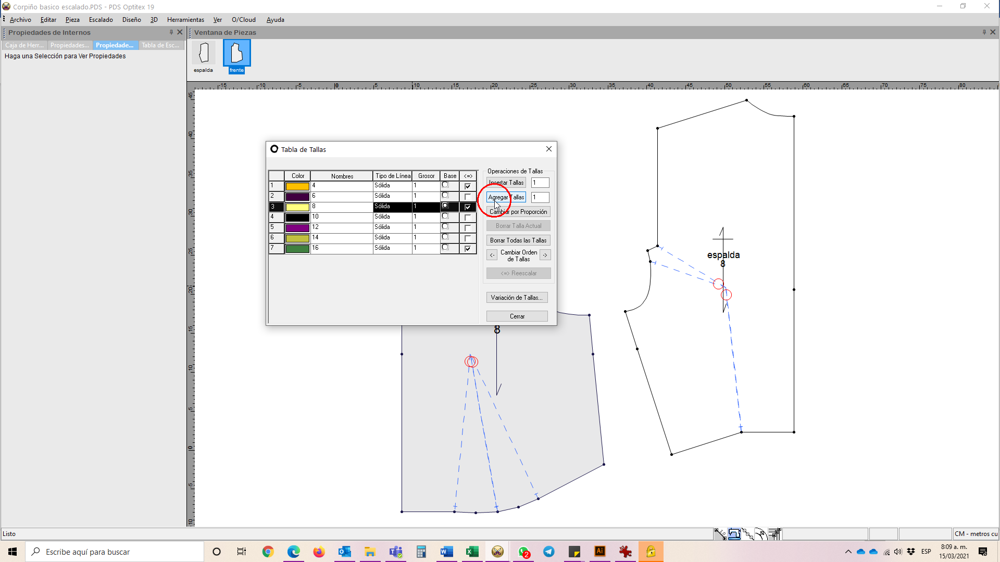 Corpiño basico escalado.PDS - PDS Optitex 19
Archivo Editar Pieza Escalado Diseño 3D Herramientas Ver O/Cloud Ayuda
Propiedades de Internos
Ventana de Piezas
Caja de Herr... Propiedades... Propiedade... Tabla de Esc...
Haga una Selección para Ver Propiedades
espalda frente
-15 -10 -5 0 5 10 15 20 25 30 35 40 45 50 55 60 65 70 75 80
45
40
35
30
25
20
15
10
5
0
-5
-10
Tabla de Tallas
Color Nombres Tipo de Línea Grosor Base <=>
1 4 Sólida 1
2 6 Sólida 1
3 8 Sólida 1
4 10 Sólida 1
5 12 Sólida 1
6 14 Sólida 1
7 16 Sólida 1
Operaciones de Tallas
Insertar Tallas 1
Agregar Tallas 1
Cambiar por Proporción
Borrar Talla Actual
Borrar Todas las Tallas
<- Cambiar Orden de Tallas ->
<=> Reescalar
Variación de Tallas...
Cerrar
espalda
8
8
Listo
CM - metros cu
Escribe aquí para buscar
2
ESP
8:09 a. m.
15/03/2021